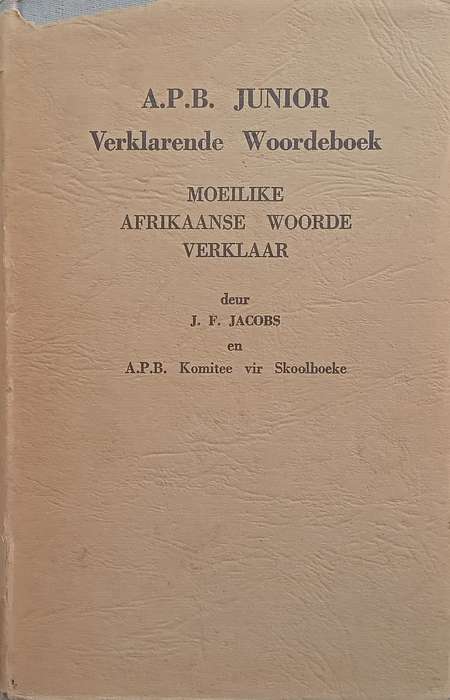 A.P.B. JUNIOR
Verklarende Woordeboek
MOEILIKE
AFRIKAANSE WOORDE
VERKLAAR
deur
J. F. JACOBS
en
A.P.B. Komitee vir Skoolboeke